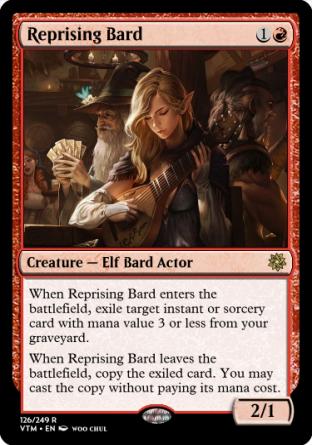 Reprising Bard 1
Creature — Elf Bard Actor
When Reprising Bard enters the
battlefield, exile target instant or sorcery
card with mana value 3 or less from your
graveyard.
When Reprising Bard leaves the
battlefield, copy the exiled card. You may
cast the copy without paying its mana cost.
2/1
126/249 R
VTM • EN WOO CHUL